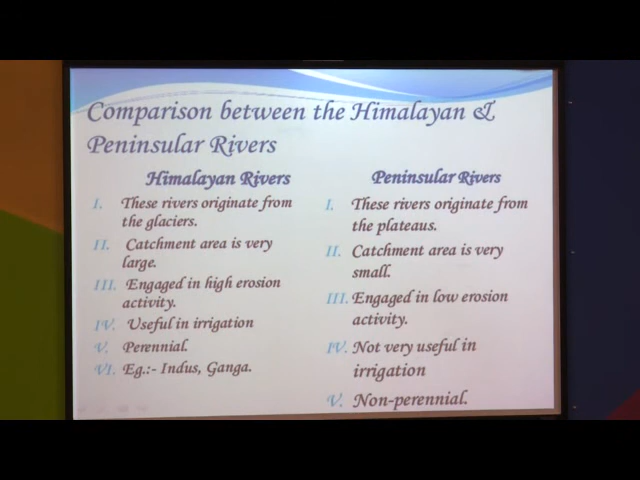 Comparison between the Himalayan &
Peninsular Rivers
Himalayan Rivers
I. These rivers originate from
the glaciers.
II. Catchment area is very
large.
III. Engaged in high erosion
activity.
IV. Useful in irrigation
V. Perennial.
VI. Eg.:- Indus, Ganga.
Peninsular Rivers
I. These rivers originate from
the plateaus.
II. Catchment area is very
small.
III. Engaged in low erosion
activity.
IV. Not very useful in
irrigation
V. Non-perennial.